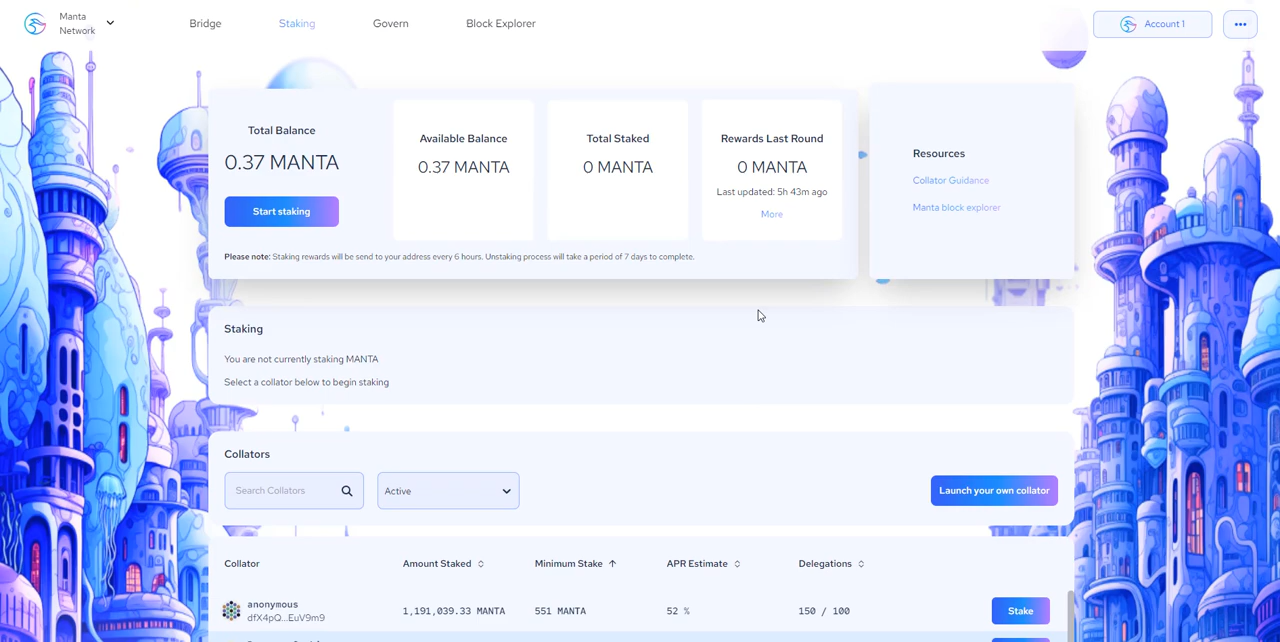 Manta
Network
Bridge
Staking
Govern
Block Explorer
Account 1
Total Balance
0.37 MANTA
Start staking
Available Balance
0.37 MANTA
Total Staked
0 MANTA
Rewards Last Round
0 MANTA
Last updated: 5h 43m ago
More
Please note: Staking rewards will be send to your address every 6 hours. Unstaking process will take a period of 7 days to complete.
Resources
Collator Guidance
Manta block explorer
Staking
You are not currently staking MANTA
Select a collator below to begin staking
Collators
Search Collators
Active
Launch your own collator
Collator
Amount Staked
Minimum Stake
APR Estimate
Delegations
anonymous
dfX4pQ...EuV9m9
1,191,039.33 MANTA
551 MANTA
52 %
150 / 100
Stake